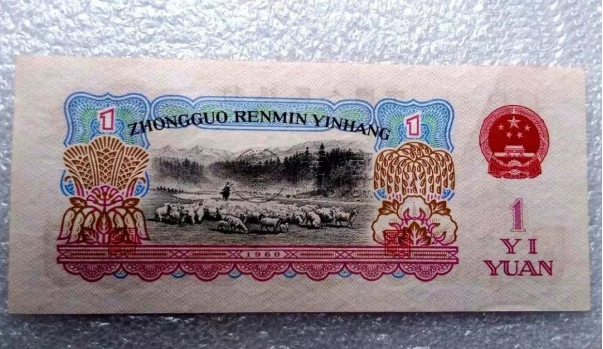 1 1
ZHONGGUO RENMIN YINHANG
1960
1
YI
YUAN